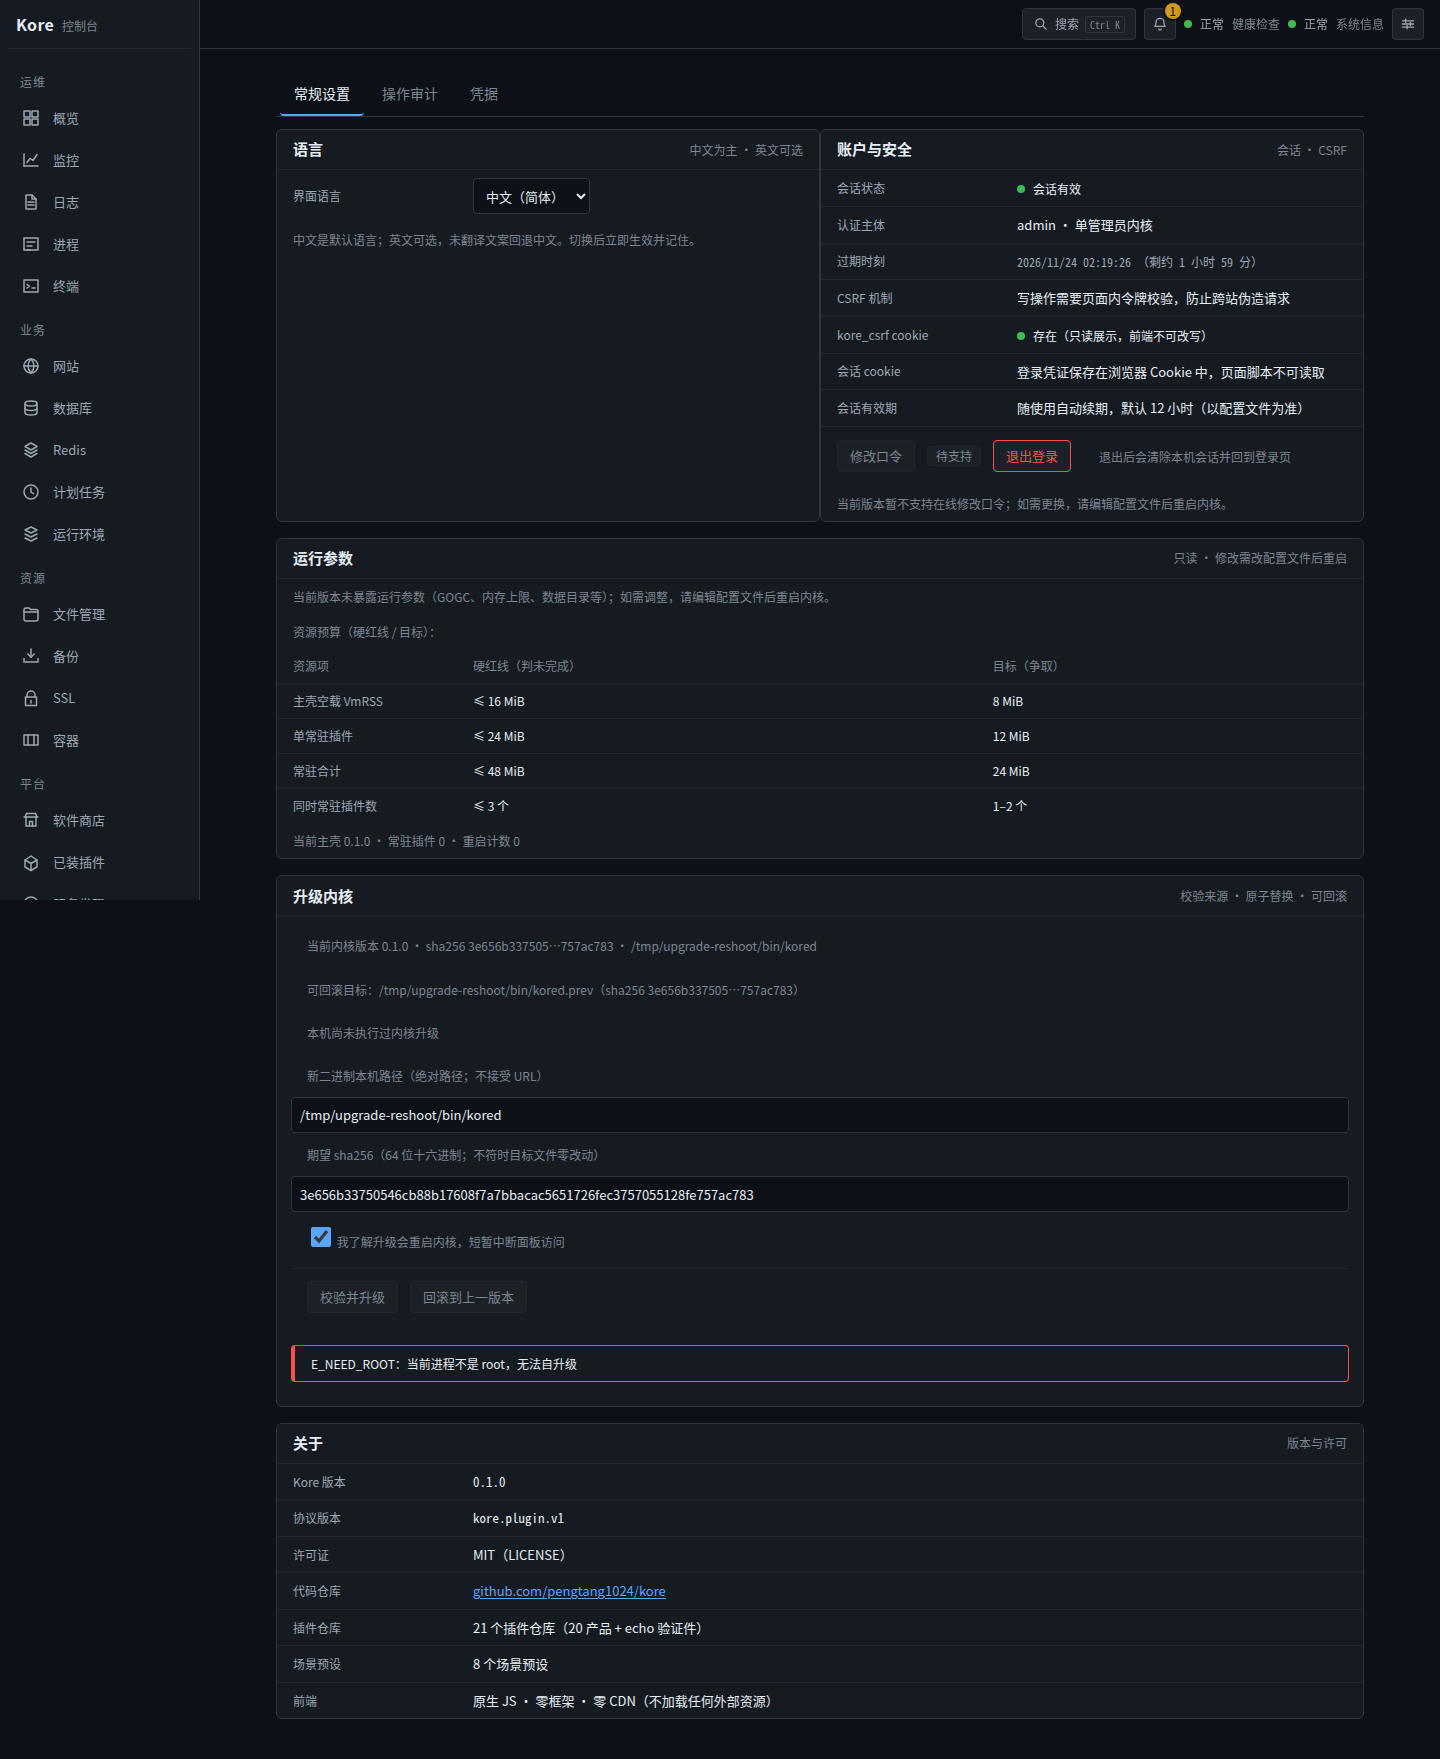 Kore 控制台
运维
概览
监控
日志
进程
终端
业务
网站
数据库
Redis
计划任务
运行环境
资源
文件管理
备份
SSL
容器
平台
软件商店
已装插件
搜索 Ctrl K
1
正常 健康检查 正常 系统信息
常规设置 操作审计 凭据
语言 中文为主 · 英文可选
界面语言 中文（简体）
中文是默认语言；英文可选，未翻译文案回退中文。切换后立即生效并记住。
账户与安全 会话 · CSRF
会话状态 会话有效
认证主体 admin · 单管理员内核
过期时刻 2026/11/24 02:19:26 （剩约 1 小时 59 分）
CSRF 机制 写操作需要页面内令牌校验，防止跨站伪造请求
kore_csrf cookie 存在（只读展示，前端不可改写）
会话 cookie 登录凭证保存在浏览器 Cookie 中，页面脚本不可读取
会话有效期 随使用自动续期，默认 12 小时（以配置文件为准）
修改口令 待支持 退出登录 退出后会清除本机会话并回到登录页
当前版本暂不支持在线修改口令；如需更换，请编辑配置文件后重启内核。
运行参数 只读 · 修改需改配置文件后重启
当前版本未暴露运行参数（GOGC、内存上限、数据目录等）；如需调整，请编辑配置文件后重启内核。
资源预算（硬红线 / 目标）：
资源项 硬红线（判未完成） 目标（争取）
主壳空载 VmRSS ≤ 16 MiB 8 MiB
单常驻插件 ≤ 24 MiB 12 MiB
常驻合计 ≤ 48 MiB 24 MiB
同时常驻插件数 ≤ 3 个 1–2 个
当前主壳 0.1.0 · 常驻插件 0 · 重启计数 0
升级内核 校验来源 · 原子替换 · 可回滚
当前内核版本 0.1.0 · sha256 3e656b337505…757ac783 · /tmp/upgrade-reshoot/bin/kored
可回滚目标：/tmp/upgrade-reshoot/bin/kored.prev（sha256 3e656b337505…757ac783）
本机尚未执行过内核升级
新二进制本机路径（绝对路径；不接受 URL）
/tmp/upgrade-reshoot/bin/kored
期望 sha256（64 位十六进制；不符时目标文件零改动）
3e656b33750546cb88b17608f7a7bbacac5651726fec3757055128fe757ac783
我了解升级会重启内核，短暂中断面板访问
校验并升级 回滚到上一版本
E_NEED_ROOT：当前进程不是 root，无法自升级
关于 版本与许可
Kore 版本 0.1.0
协议版本 kore.plugin.v1
许可证 MIT（LICENSE）
代码仓库 github.com/pengtang1024/kore
插件仓库 21 个插件仓库（20 产品 + echo 验证件）
场景预设 8 个场景预设
前端 原生 JS · 零框架 · 零 CDN（不加载任何外部资源）